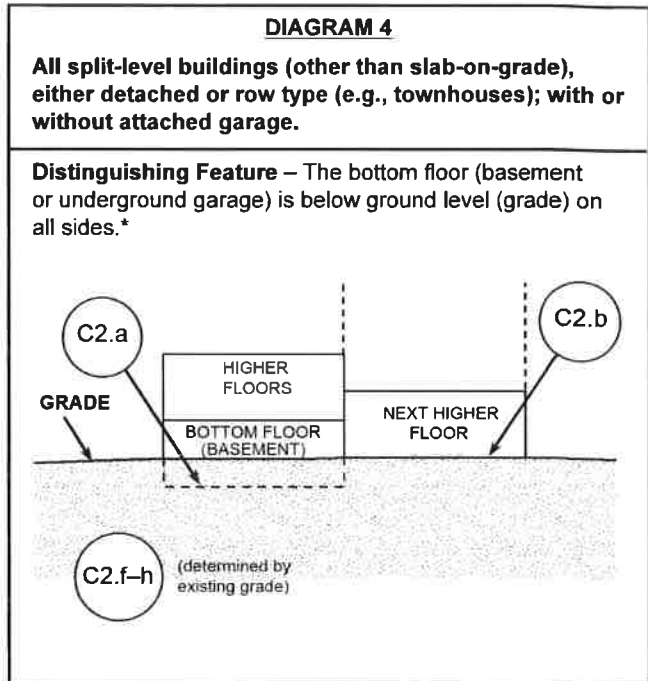 DIAGRAM 4
All split-level buildings (other than slab-on-grade),
either detached or row type (e.g., townhouses); with or
without attached garage.
Distinguishing Feature – The bottom floor (basement
or underground garage) is below ground level (grade) on
all sides.*
C2.a
C2.b
HIGHER
FLOORS
GRADE
NEXT HIGHER
FLOOR
BOTTOM FLOOR
(BASEMENT)
C2.f–h
(determined by
existing grade)